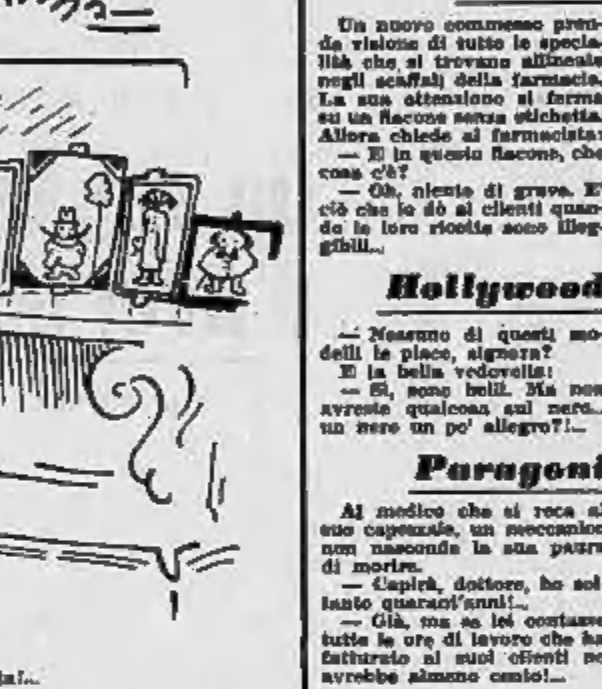 Un nuovo commesso pren-
de visione di tutte le specia-
lità che si trovano allineate
negli scaffali della farmacia.
La sua attenzione si ferma
su un flacone senza etichetta.
Allora chiede al farmacista:
— E in questo flacone, che
cosa c'è?
— Oh, niente di grave. E'
ciò che io dò ai clienti quan-
do le loro ricette sono illeg-
gibili...
Hollywood
— Nessuno di questi mo-
delli le piace, signora?
E la bella vedovella:
— Sì, sono belli. Ma non
avreste qualcosa sul nero...
un nero un po' allegro?!...
Paragoni
Al medico che si reca al
suo capezzale, un meccanico
non nasconde la sua paura
di morire.
— Capirà, dottore, ho sol-
tanto quarant'anni!...
— Già, ma se lei contasse
tutte le ore di lavoro che ha
fatturato ai suoi clienti ne
avrebbe almeno cento!...